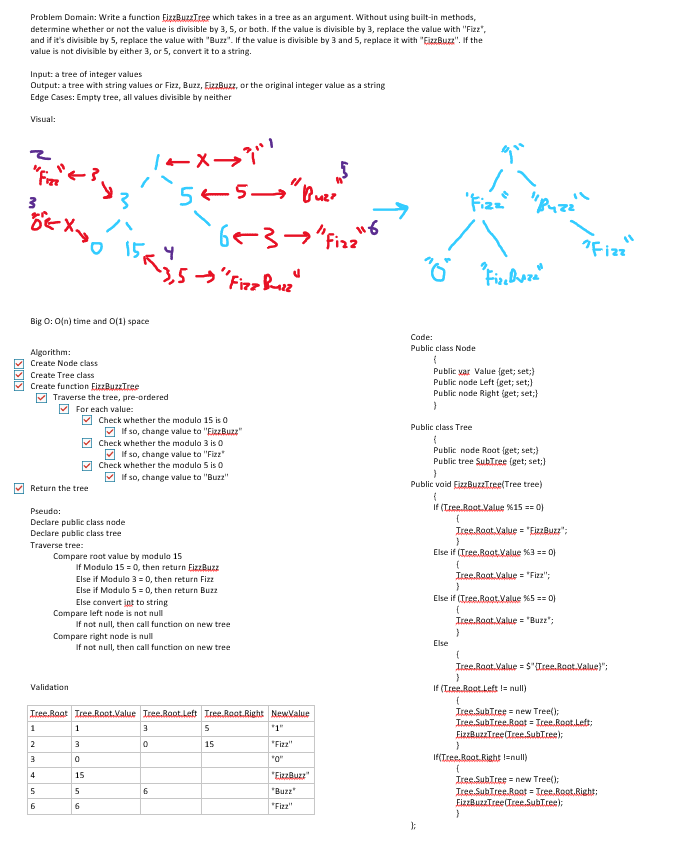 Problem Domain: Write a function FizzBuzzTree which takes in a tree as an argument. Without using built-in methods,
determine whether or not the value is divisible by 3, 5, or both. If the value is divisible by 3, replace the value with "Fizz",
and if it's divisible by 5, replace the value with "Buzz". If the value is divisible by 3 and 5, replace it with "FizzBuzz". If the
value is not divisible by either 3, or 5, convert it to a string.
Input: a tree of integer values
Output: a tree with string values or Fizz, Buzz, FizzBuzz, or the original integer value as a string
Edge Cases: Empty tree, all values divisible by neither
Visual:
1 X "1" 1
2 "Fizz" 3 3
5 5 "Buzz" 5
3 "0" X 0
15 4 3,5 "FizzBuzz"
6 3 "Fizz" 6
"1"
"Fizz" "Buzz"
"0" "FizzBuzz" "Fizz"
Big O: O(n) time and O(1) space
Algorithm:
Create Node class
Create Tree class
Create function FizzBuzzTree
Traverse the tree, pre-ordered
For each value:
Check whether the modulo 15 is 0
If so, change value to "FizzBuzz"
Check whether the modulo 3 is 0
If so, change value to "Fizz"
Check whether the modulo 5 is 0
If so, change value to "Buzz"
Return the tree
Pseudo:
Declare public class node
Declare public class tree
Traverse tree:
Compare root value by modulo 15
If Modulo 15 = 0, then return FizzBuzz
Else if Modulo 3 = 0, then return Fizz
Else if Modulo 5 = 0, then return Buzz
Else convert int to string
Compare left node is not null
If not null, then call function on new tree
Compare right node is null
If not null, then call function on new tree
Validation
Tree.Root Tree.Root.Value Tree.Root.Left Tree.Root.Right NewValue
1 1 3 5 "1"
2 3 0 15 "Fizz"
3 0 "0"
4 15 "FizzBuzz"
5 5 6 "Buzz"
6 6 "Fizz"
Code:
Public class Node
{
Public var Value {get; set;}
Public node Left {get; set;}
Public node Right {get; set;}
}
Public class Tree
{
Public node Root {get; set;}
Public tree SubTree {get; set;}
}
Public void FizzBuzzTree(Tree tree)
{
If (Tree.Root.Value %15 == 0)
{
Tree.Root.Value = "FizzBuzz";
}
Else if (Tree.Root.Value %3 == 0)
{
Tree.Root.Value = "Fizz";
}
Else if (Tree.Root.Value %5 == 0)
{
Tree.Root.Value = "Buzz";
}
Else
{
Tree.Root.Value = $"{Tree.Root.Value}";
}
If (Tree.Root.Left != null)
{
Tree.SubTree = new Tree();
Tree.SubTree.Root = Tree.Root.Left;
FizzBuzzTree(Tree.SubTree);
}
If(Tree.Root.Right !=null)
{
Tree.SubTree = new Tree();
Tree.SubTree.Root = Tree.Root.Right;
FizzBuzzTree(Tree.SubTree);
}
};